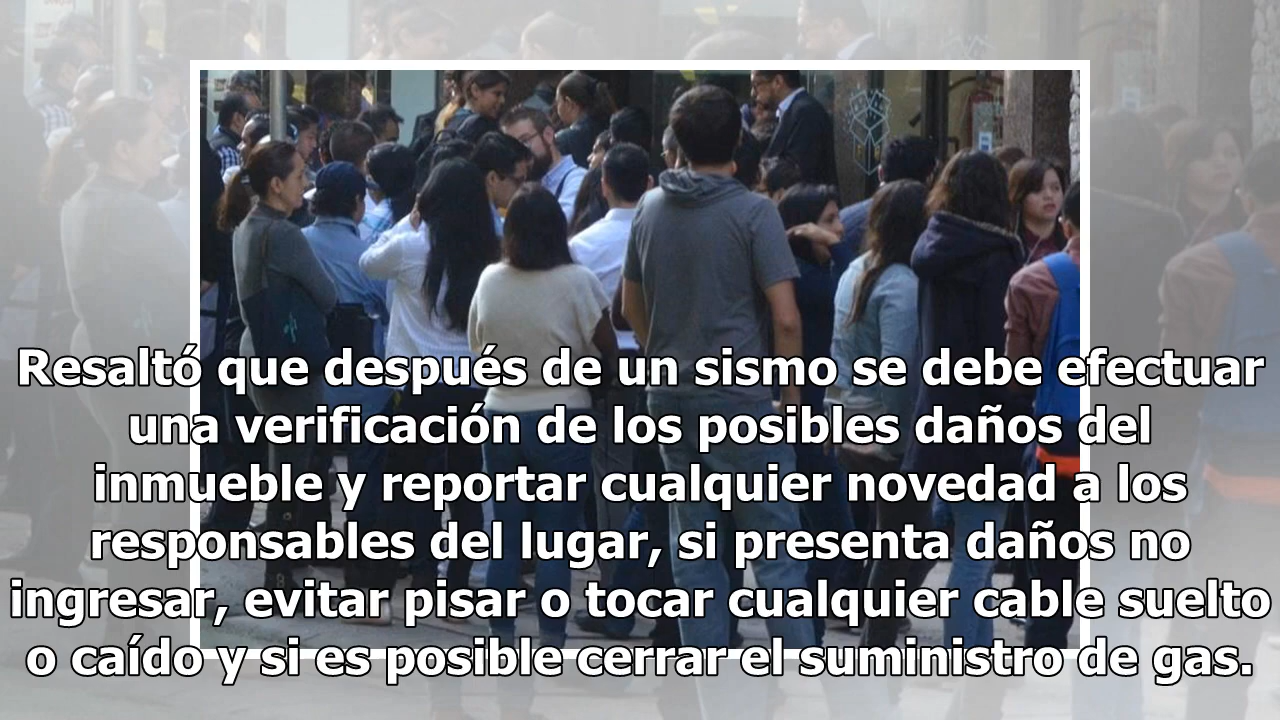 Resaltó que después de un sismo se debe efectuar
una verificación de los posibles daños del
inmueble y reportar cualquier novedad a los
responsables del lugar, si presenta daños no
ingresar, evitar pisar o tocar cualquier cable suelto
o caído y si es posible cerrar el suministro de gas.